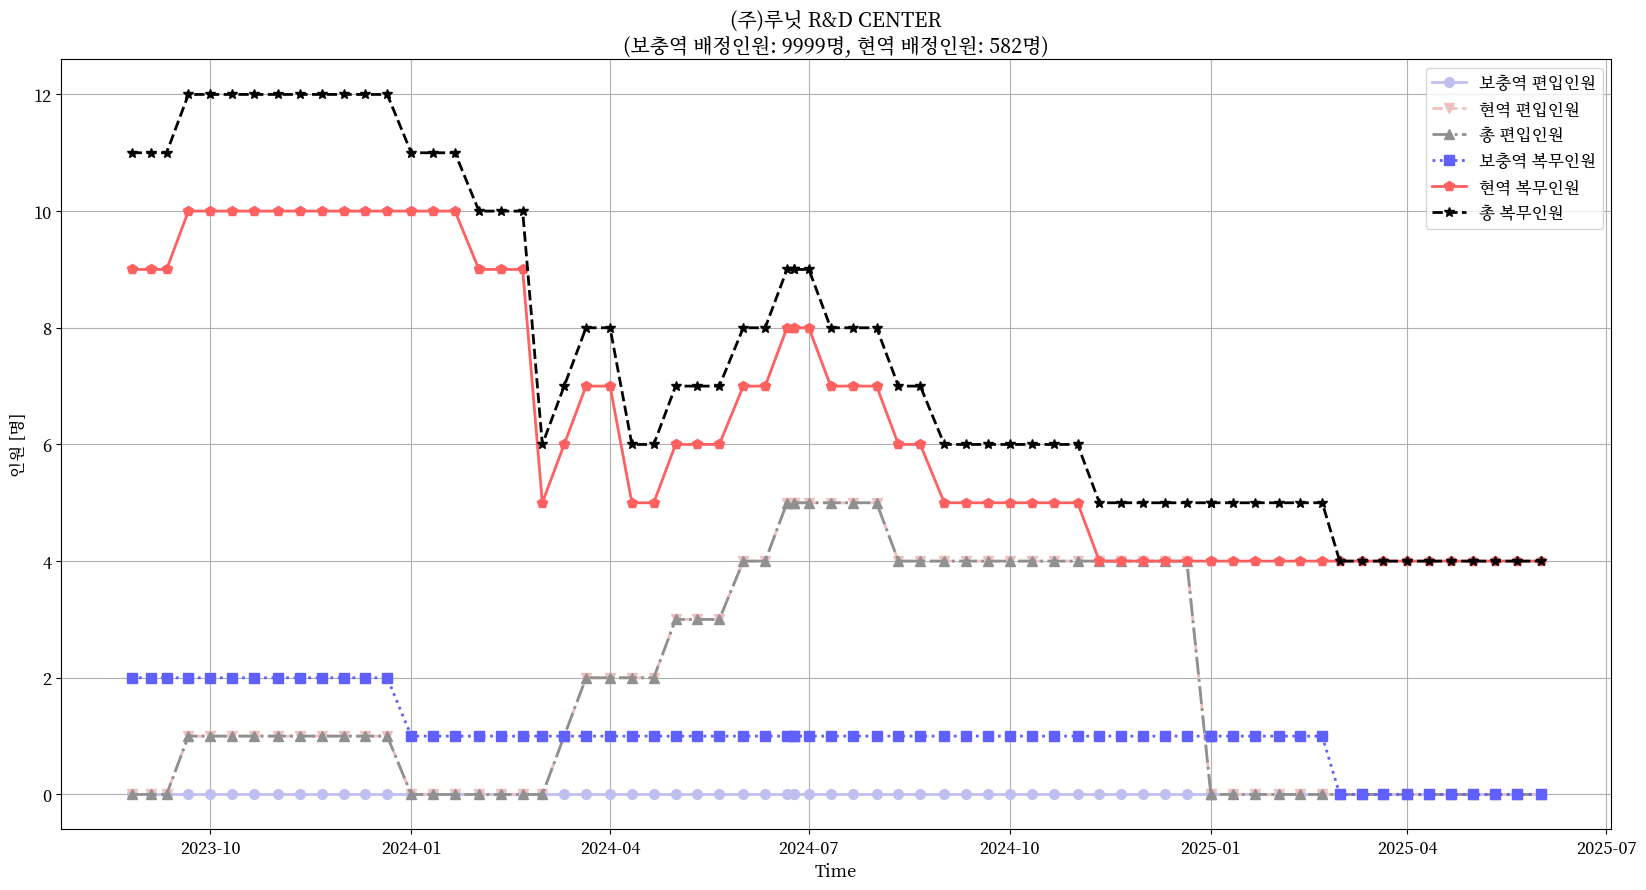 (주)루닛 R&D CENTER
(보충역 배정인원: 9999명, 현역 배정인원: 582명)
보충역 편입인원
현역 편입인원
총 편입인원
보충역 복무인원
현역 복무인원
총 복무인원
인원 [명]
12
10
8
6
4
2
0
2023-10
2024-01
2024-04
2024-07
2024-10
2025-01
2025-04
2025-07
Time